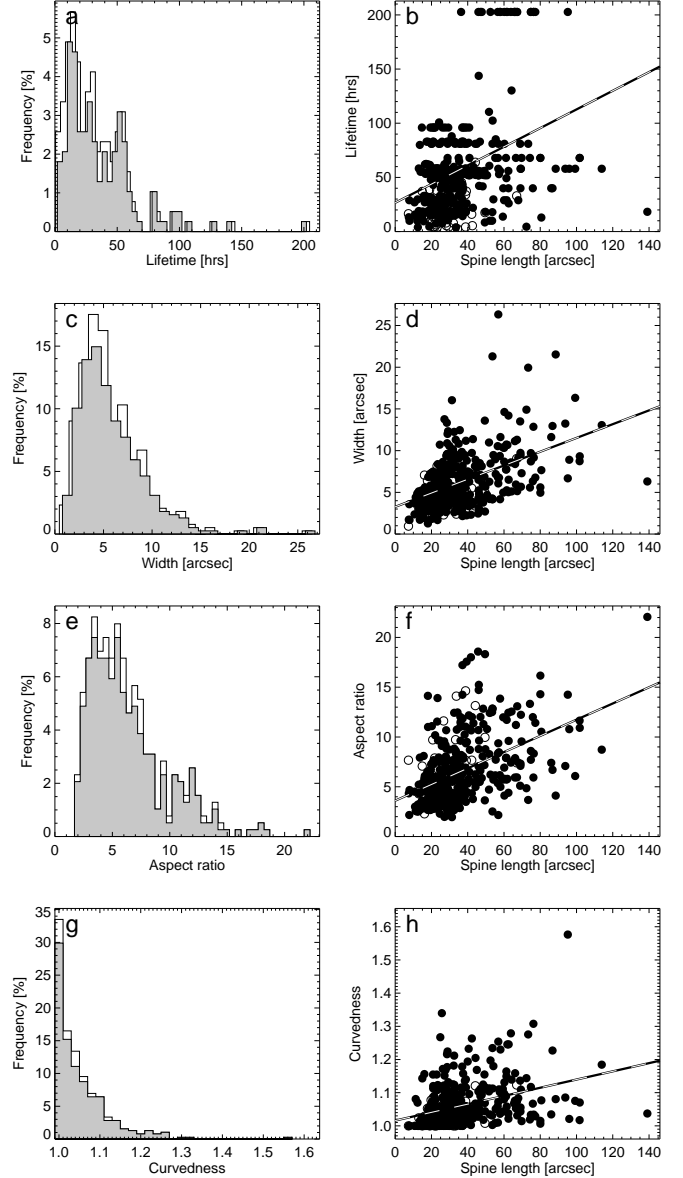 a
6
5
4
3
2
1
0
Frequency [%]
0 50 100 150 200
Lifetime [hrs]
b
200
150
100
50
0
Lifetime [hrs]
0 20 40 60 80 100 120 140
Spine length [arcsec]
c
15
10
5
0
Frequency [%]
0 5 10 15 20 25
Width [arcsec]
d
25
20
15
10
5
0
Width [arcsec]
0 20 40 60 80 100 120 140
Spine length [arcsec]
e
8
6
4
2
0
Frequency [%]
0 5 10 15 20
Aspect ratio
f
20
15
10
5
0
Aspect ratio
0 20 40 60 80 100 120 140
Spine length [arcsec]
g
35
30
25
20
15
10
5
0
Frequency [%]
1.0 1.1 1.2 1.3 1.4 1.5 1.6
Curvedness
h
1.6
1.5
1.4
1.3
1.2
1.1
1.0
Curvedness
0 20 40 60 80 100 120 140
Spine length [arcsec]